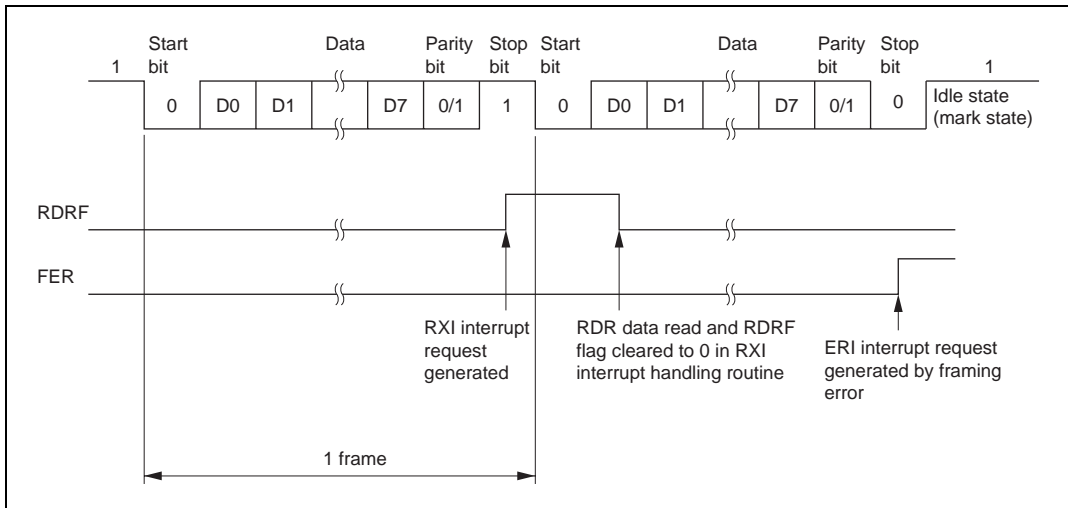 Start bit Data Parity bit Stop bit Start bit Data Parity bit Stop bit
1 0 D0 D1 D7 0/1 1 0 D0 D1 D7 0/1 0 1
Idle state
(mark state)
RDRF
FER
RXI interrupt
request
generated
RDR data read and RDRF
flag cleared to 0 in RXI
interrupt handling routine
ERI interrupt request
generated by framing
error
1 frame